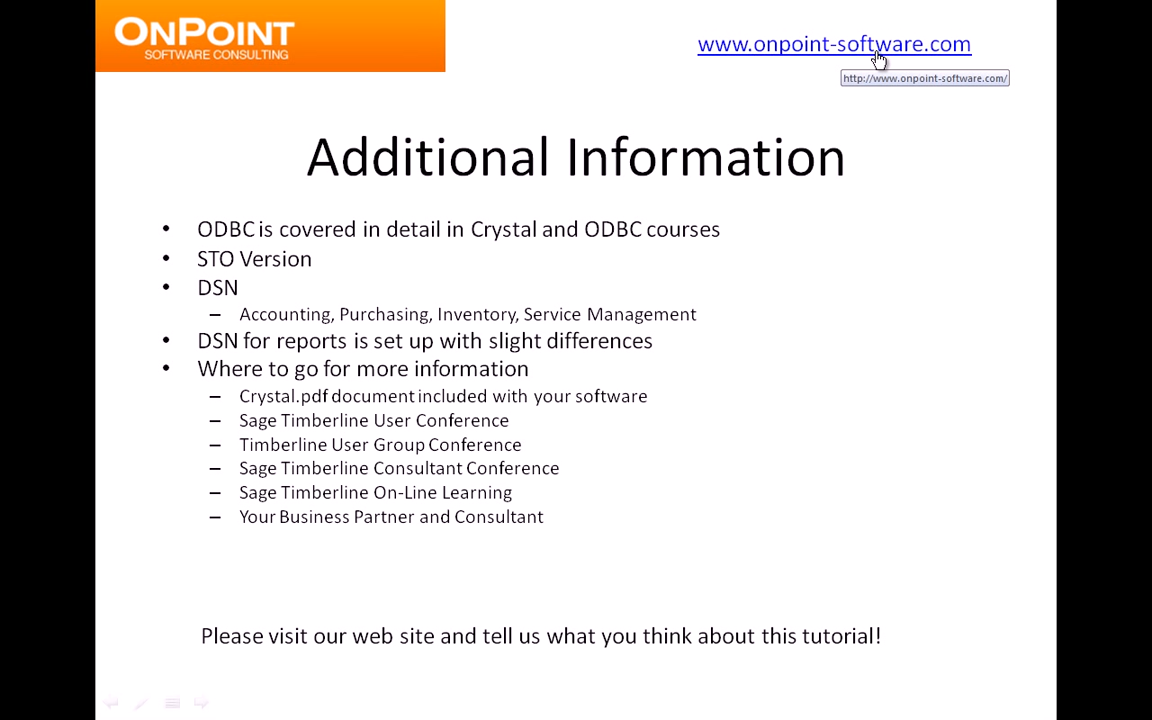 ONPOINT
SOFTWARE CONSULTING
www.onpoint-software.com
http://www.onpoint-software.com/
Additional Information
• ODBC is covered in detail in Crystal and ODBC courses
• STO Version
• DSN
– Accounting, Purchasing, Inventory, Service Management
• DSN for reports is set up with slight differences
• Where to go for more information
– Crystal.pdf document included with your software
– Sage Timberline User Conference
– Timberline User Group Conference
– Sage Timberline Consultant Conference
– Sage Timberline On-Line Learning
– Your Business Partner and Consultant
Please visit our web site and tell us what you think about this tutorial!